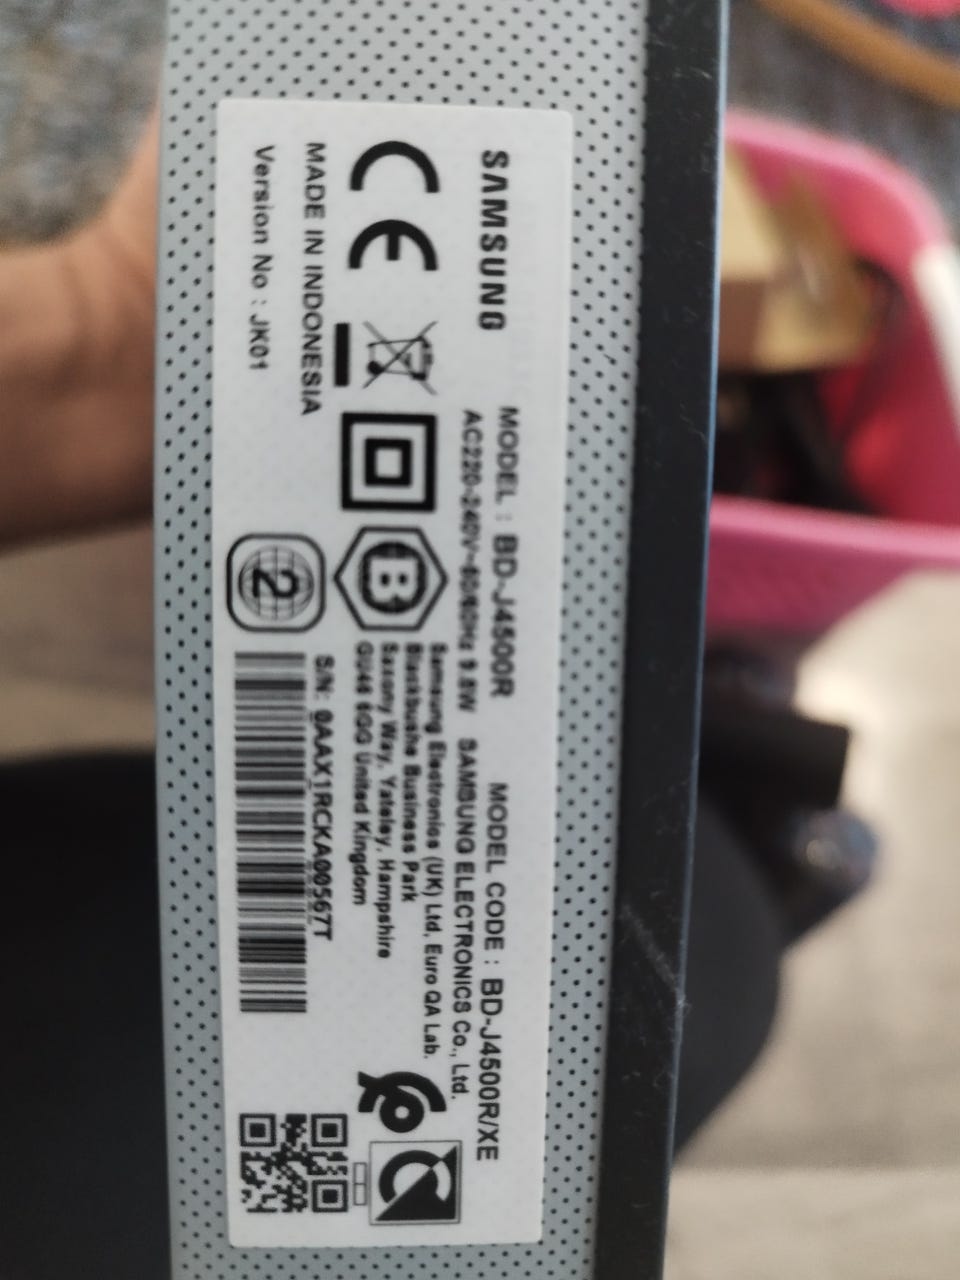 SAMSUNG
MODEL : BD-J4500R
MODEL CODE : BD-J4500R/XE
AC220-240V~50/60Hz 9.8W
SAMSUNG ELECTRONICS Co., Ltd.
CE
B
Samsung Electronics (UK) Ltd, Euro QA Lab.
Blackbushe Business Park
Saxony Way, Yateley, Hampshire
GU46 6GG United Kingdom
MADE IN INDONESIA
2
S/N: 0AAX1RCKA00567T
Version No : JK01